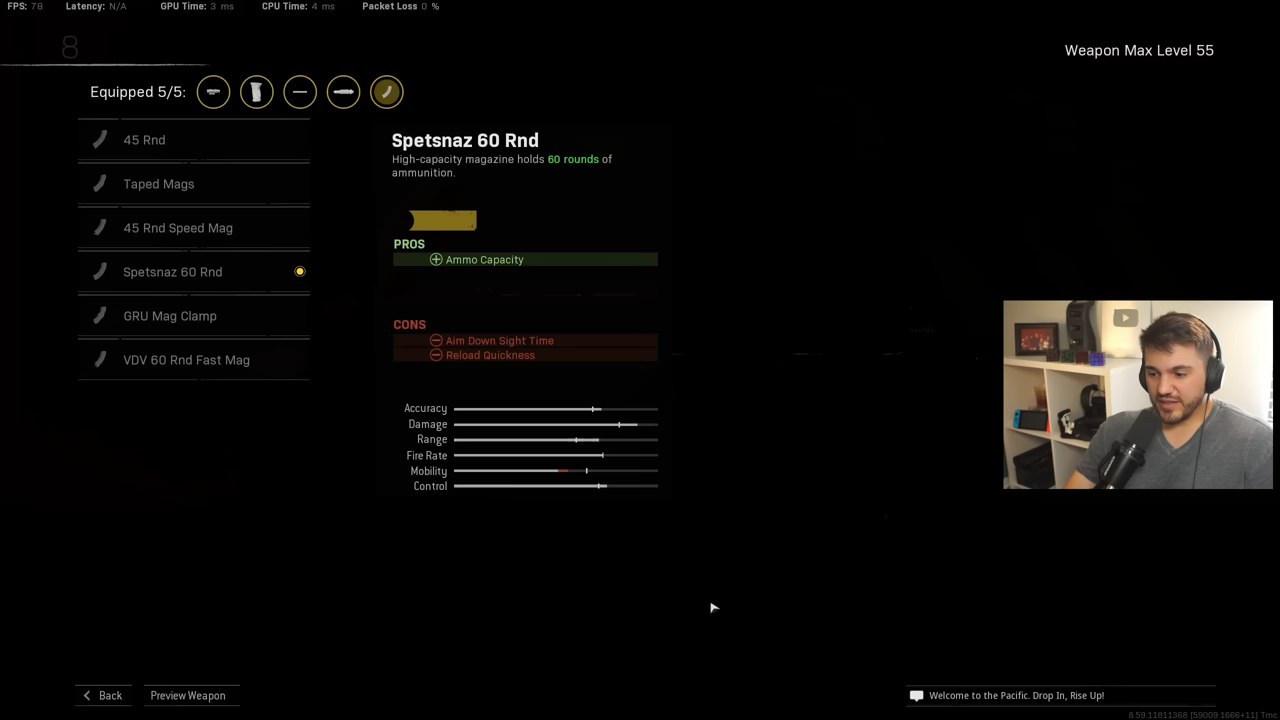 FPS: 78 Latency: N/A GPU Time: 3 ms CPU Time: 4 ms Packet Loss 0 %
8
Weapon Max Level 55
Equipped 5/5:
45 Rnd
Taped Mags
45 Rnd Speed Mag
Spetsnaz 60 Rnd
GRU Mag Clamp
VDV 60 Rnd Fast Mag
Spetsnaz 60 Rnd
High-capacity magazine holds 60 rounds of
ammunition.
PROS
Ammo Capacity
CONS
Aim Down Sight Time
Reload Quickness
Accuracy
Damage
Range
Fire Rate
Mobility
Control
Back
Preview Weapon
Welcome to the Pacific. Drop In, Rise Up!